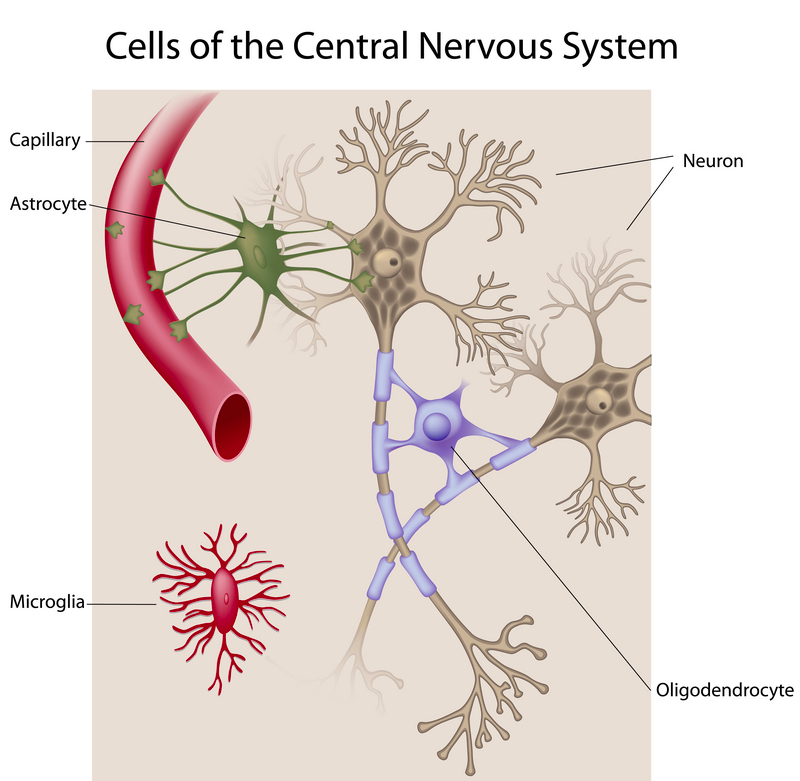 Cells of the Central Nervous System
Capillary
Neuron
Astrocyte
Microglia
Oligodendrocyte